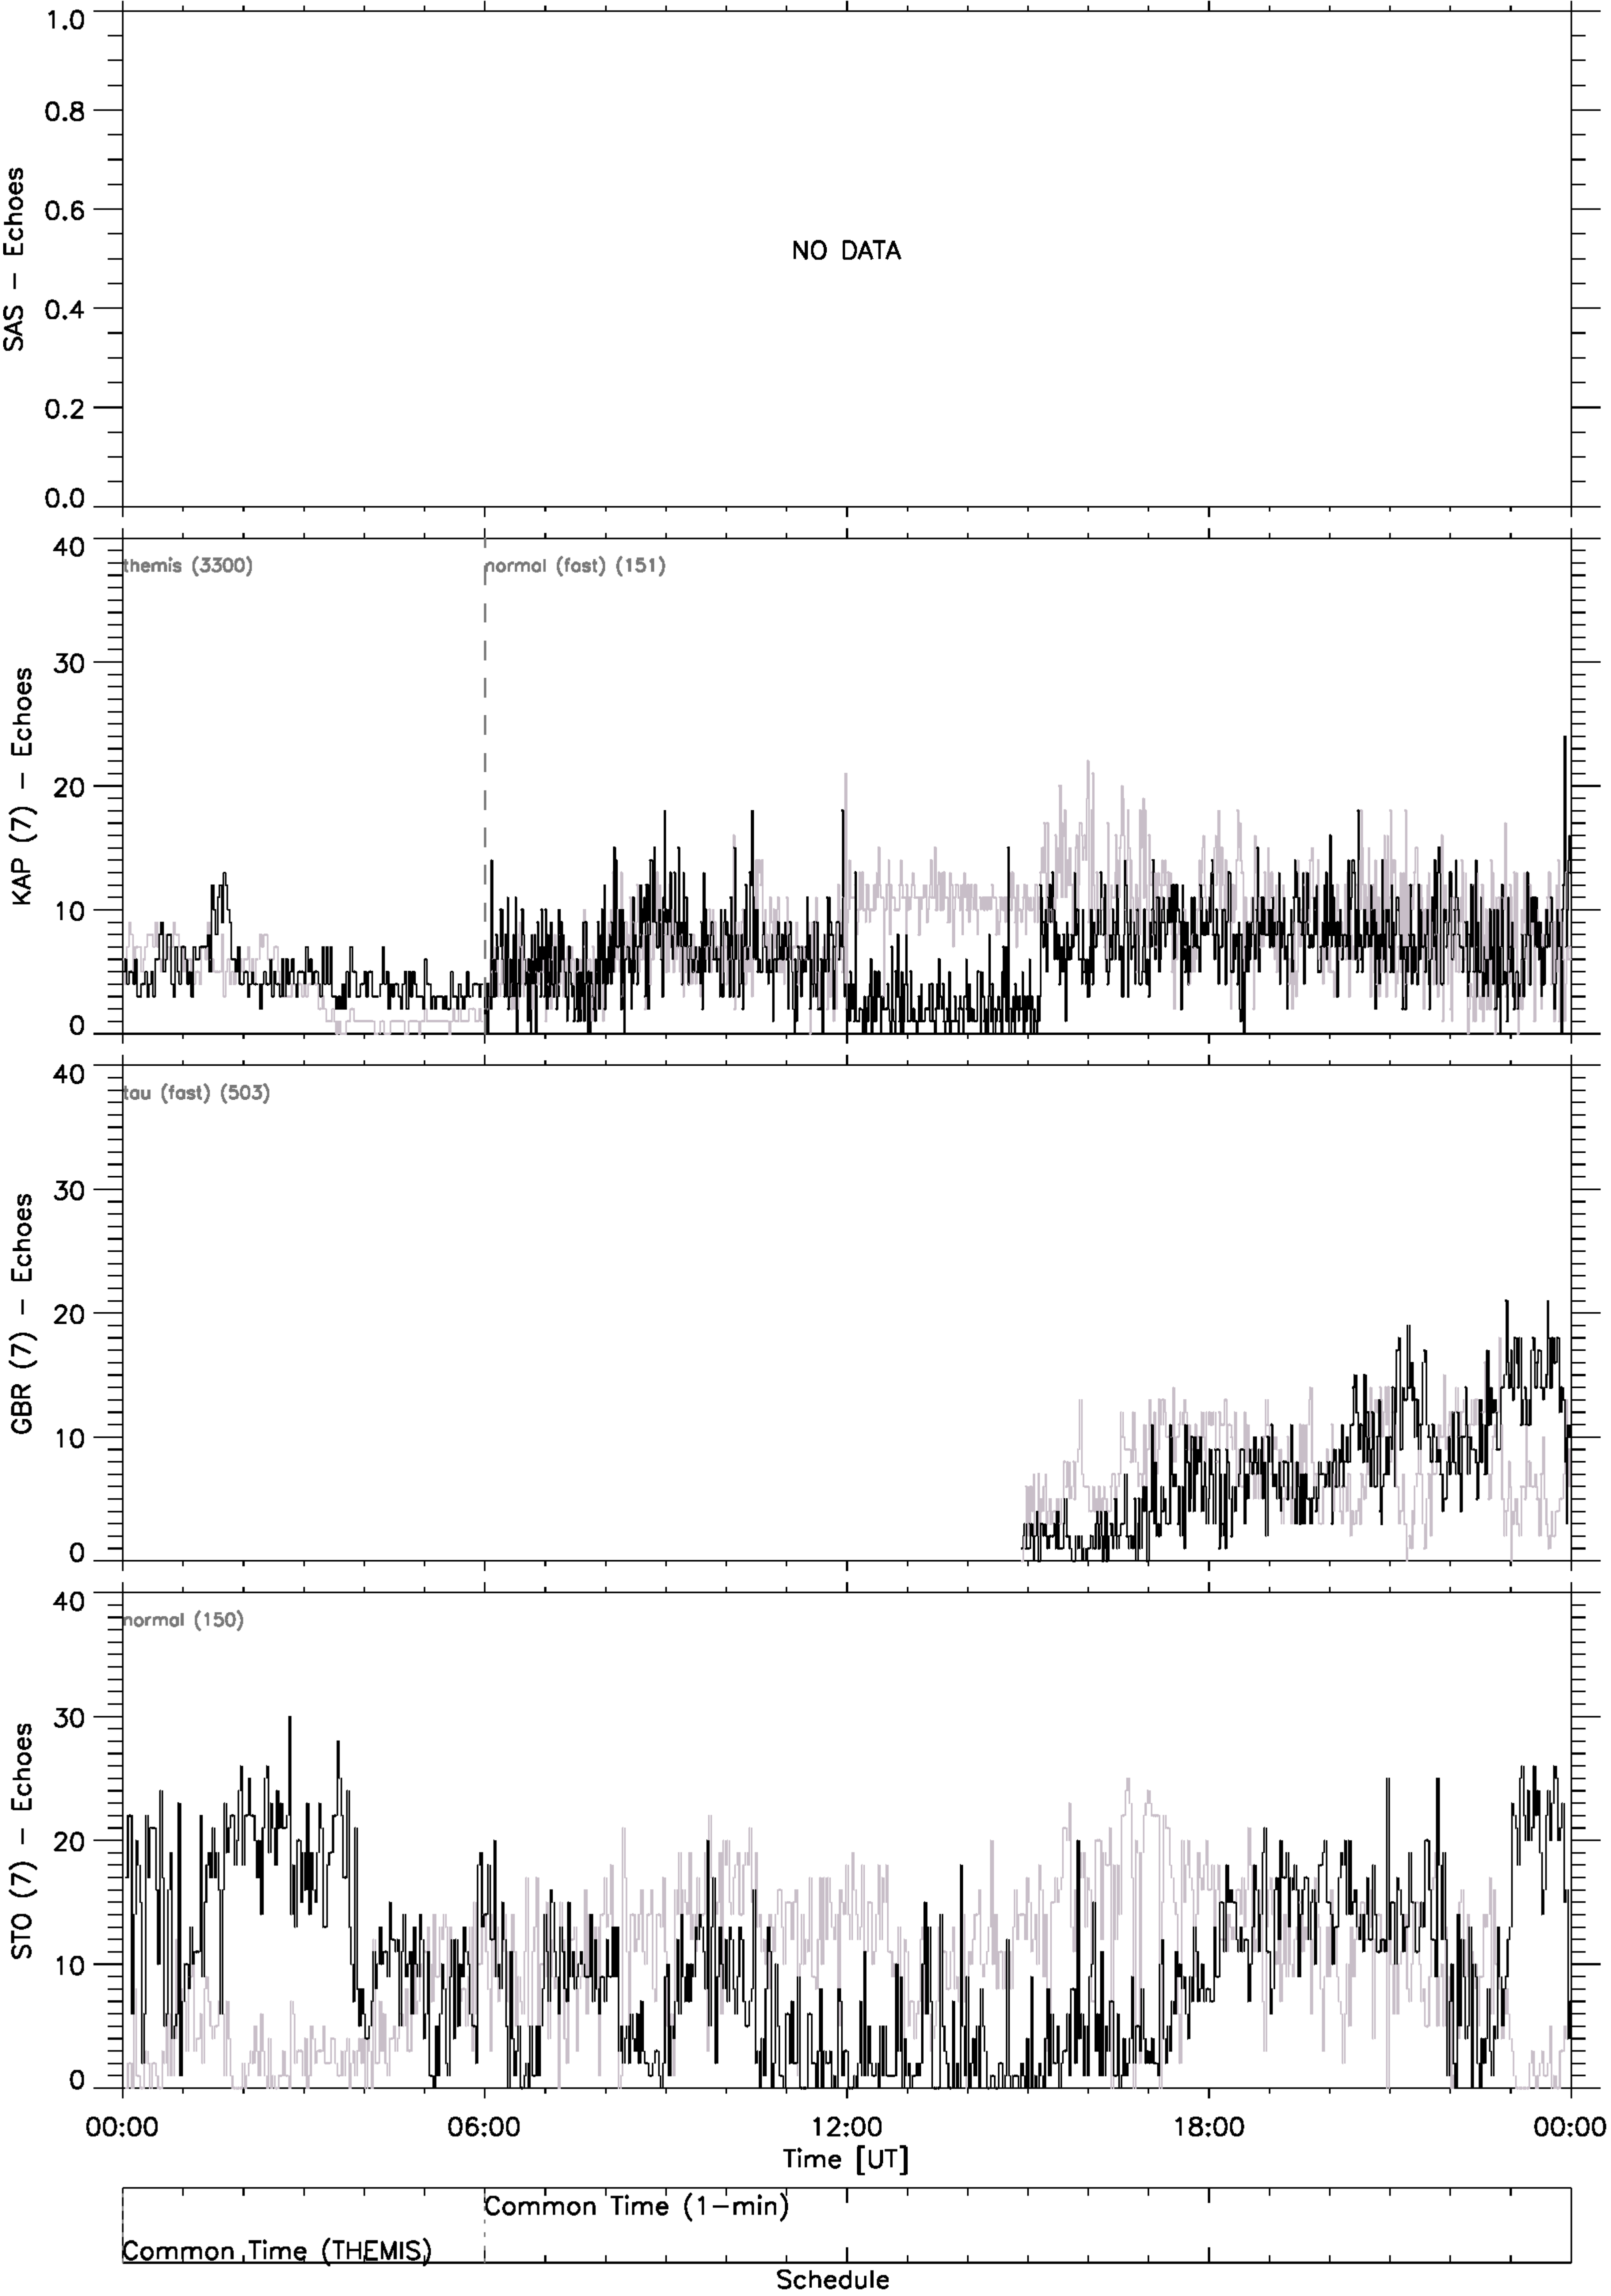 SAS – Echoes
1.0
0.8
0.6
0.4
0.2
0.0
NO DATA
KAP (7) – Echoes
40
30
20
10
0
themis (3300)
normal (fast) (151)
GBR (7) – Echoes
40
30
20
10
0
tau (fast) (503)
STO (7) – Echoes
40
30
20
10
0
normal (150)
00:00 06:00 12:00 18:00 00:00
Time [UT]
Common Time (1–min)
Common Time (THEMIS)
Schedule